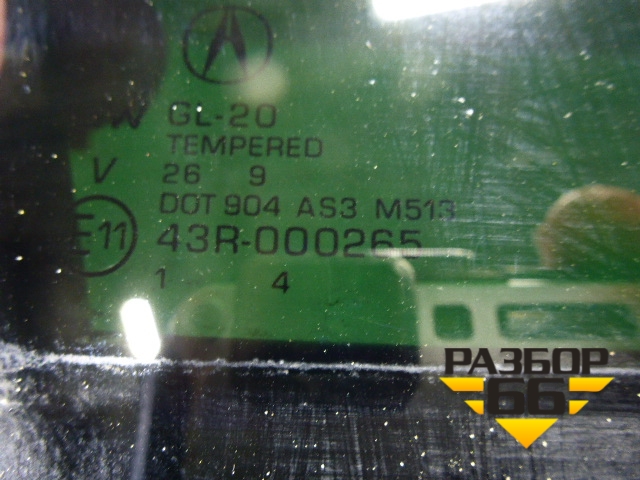 GL-20
TEMPERED
V 26 9
DOT 904 AS3 M513
E11 43R-000265
1 4
РАЗБОР
66